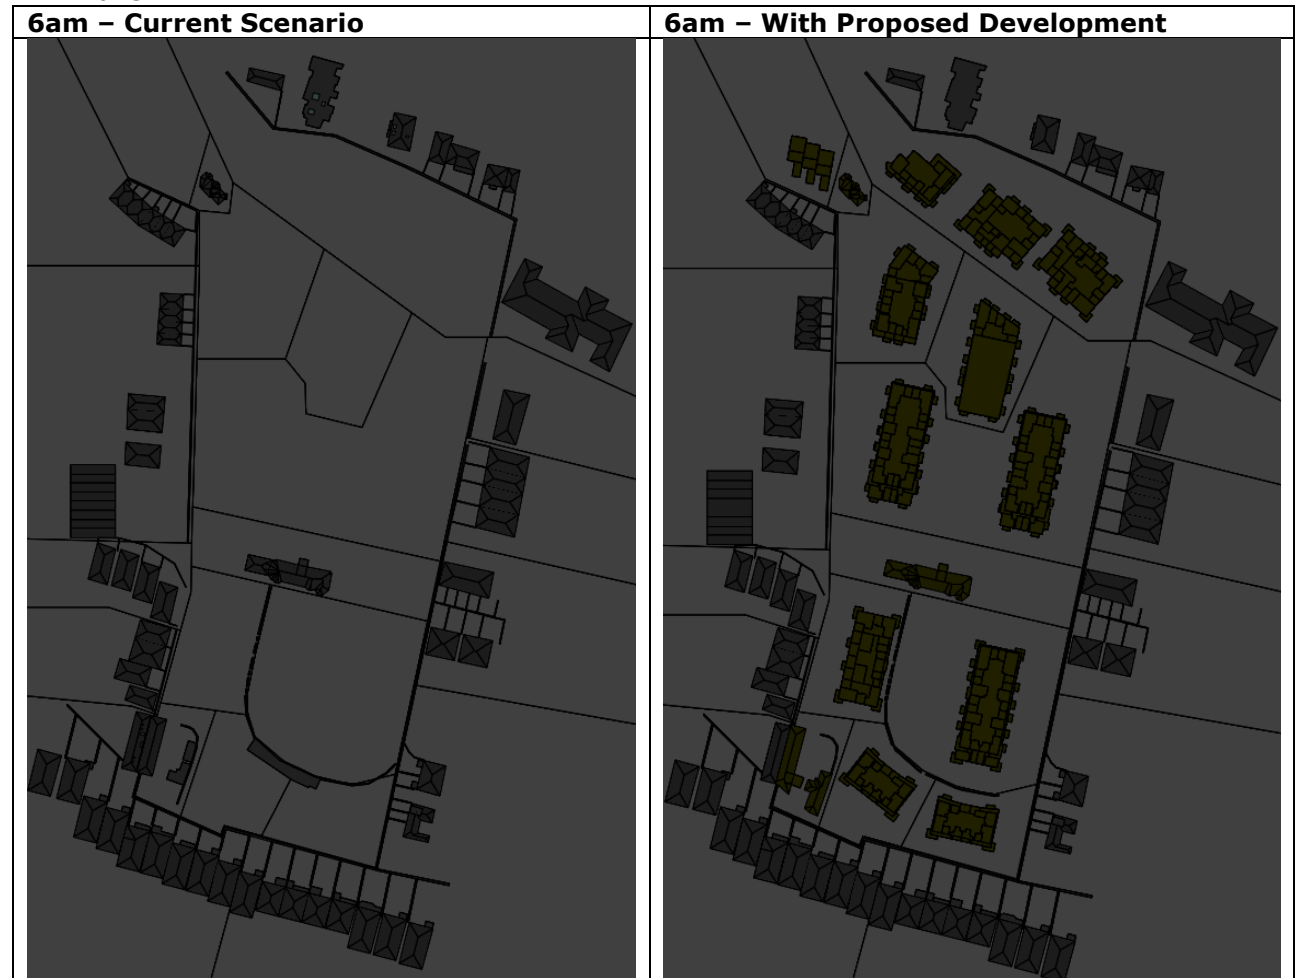 6am – Current Scenario
6am – With Proposed Development